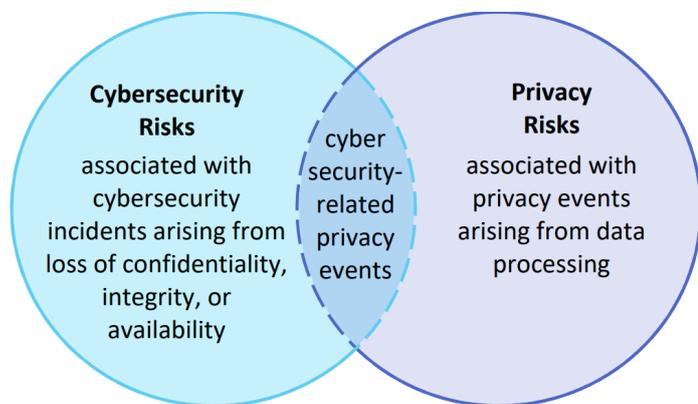 Cybersecurity
Risks
associated with
cybersecurity
incidents arising from
loss of confidentiality,
integrity, or
availability
cyber
security-
related
privacy
events
Privacy
Risks
associated with
privacy events
arising from data
processing